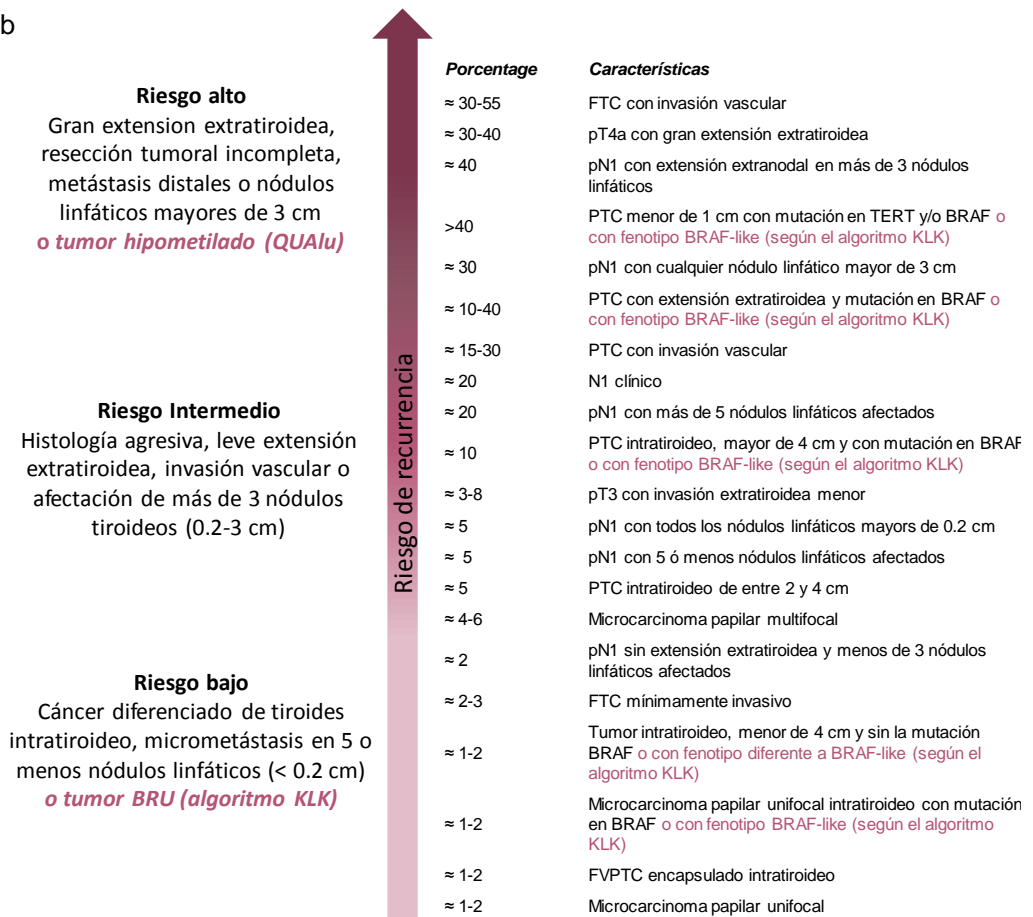 b
Riesgo alto
Gran extension extratiroidea,
resección tumoral incompleta,
metástasis distales o nódulos
linfáticos mayores de 3 cm
o tumor hipometilado (QUAlu)
Riesgo Intermedio
Histología agresiva, leve extensión
extratiroidea, invasión vascular o
afectación de más de 3 nódulos
tiroideos (0.2-3 cm)
Riesgo bajo
Cáncer diferenciado de tiroides
intratiroideo, micrometástasis en 5 o
menos nódulos linfáticos (< 0.2 cm)
o tumor BRU (algoritmo KLK)
Riesgo de recurrencia
Porcentage Características
≈ 30-55 FTC con invasión vascular
≈ 30-40 pT4a con gran extensión extratiroidea
≈ 40 pN1 con extensión extranodal en más de 3 nódulos
linfáticos
>40 PTC menor de 1 cm con mutación en TERT y/o BRAF o
con fenotipo BRAF-like (según el algoritmo KLK)
≈ 30 pN1 con cualquier nódulo linfático mayor de 3 cm
≈ 10-40 PTC con extensión extratiroidea y mutación en BRAF o
con fenotipo BRAF-like (según el algoritmo KLK)
≈ 15-30 PTC con invasión vascular
≈ 20 N1 clínico
≈ 20 pN1 con más de 5 nódulos linfáticos afectados
≈ 10 PTC intratiroideo, mayor de 4 cm y con mutación en BRAF
o con fenotipo BRAF-like (según el algoritmo KLK)
≈ 3-8 pT3 con invasión extratiroidea menor
≈ 5 pN1 con todos los nódulos linfáticos mayors de 0.2 cm
≈ 5 pN1 con 5 ó menos nódulos linfáticos afectados
≈ 5 PTC intratiroideo de entre 2 y 4 cm
≈ 4-6 Microcarcinoma papilar multifocal
≈ 2 pN1 sin extensión extratiroidea y menos de 3 nódulos
linfáticos afectados
≈ 2-3 FTC mínimamente invasivo
≈ 1-2 Tumor intratiroideo, menor de 4 cm y sin la mutación
BRAF o con fenotipo diferente a BRAF-like (según el
algoritmo KLK)
≈ 1-2 Microcarcinoma papilar unifocal intratiroideo con mutación
en BRAF o con fenotipo BRAF-like (según el algoritmo
KLK)
≈ 1-2 FVPTC encapsulado intratiroideo
≈ 1-2 Microcarcinoma papilar unifocal